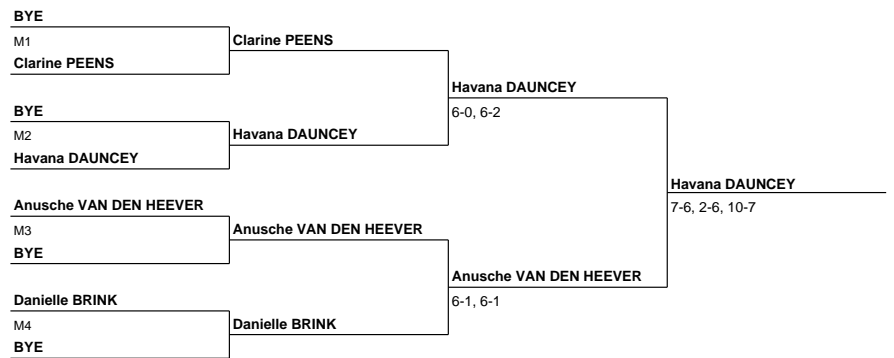 BYE
M1
Clarine PEENS
BYE
M2
Havana DAUNCEY
Anusche VAN DEN HEEVER
M3
BYE
Danielle BRINK
M4
BYE
Clarine PEENS
Havana DAUNCEY
Anusche VAN DEN HEEVER
Danielle BRINK
Havana DAUNCEY
6-0, 6-2
Anusche VAN DEN HEEVER
6-1, 6-1
Havana DAUNCEY
7-6, 2-6, 10-7